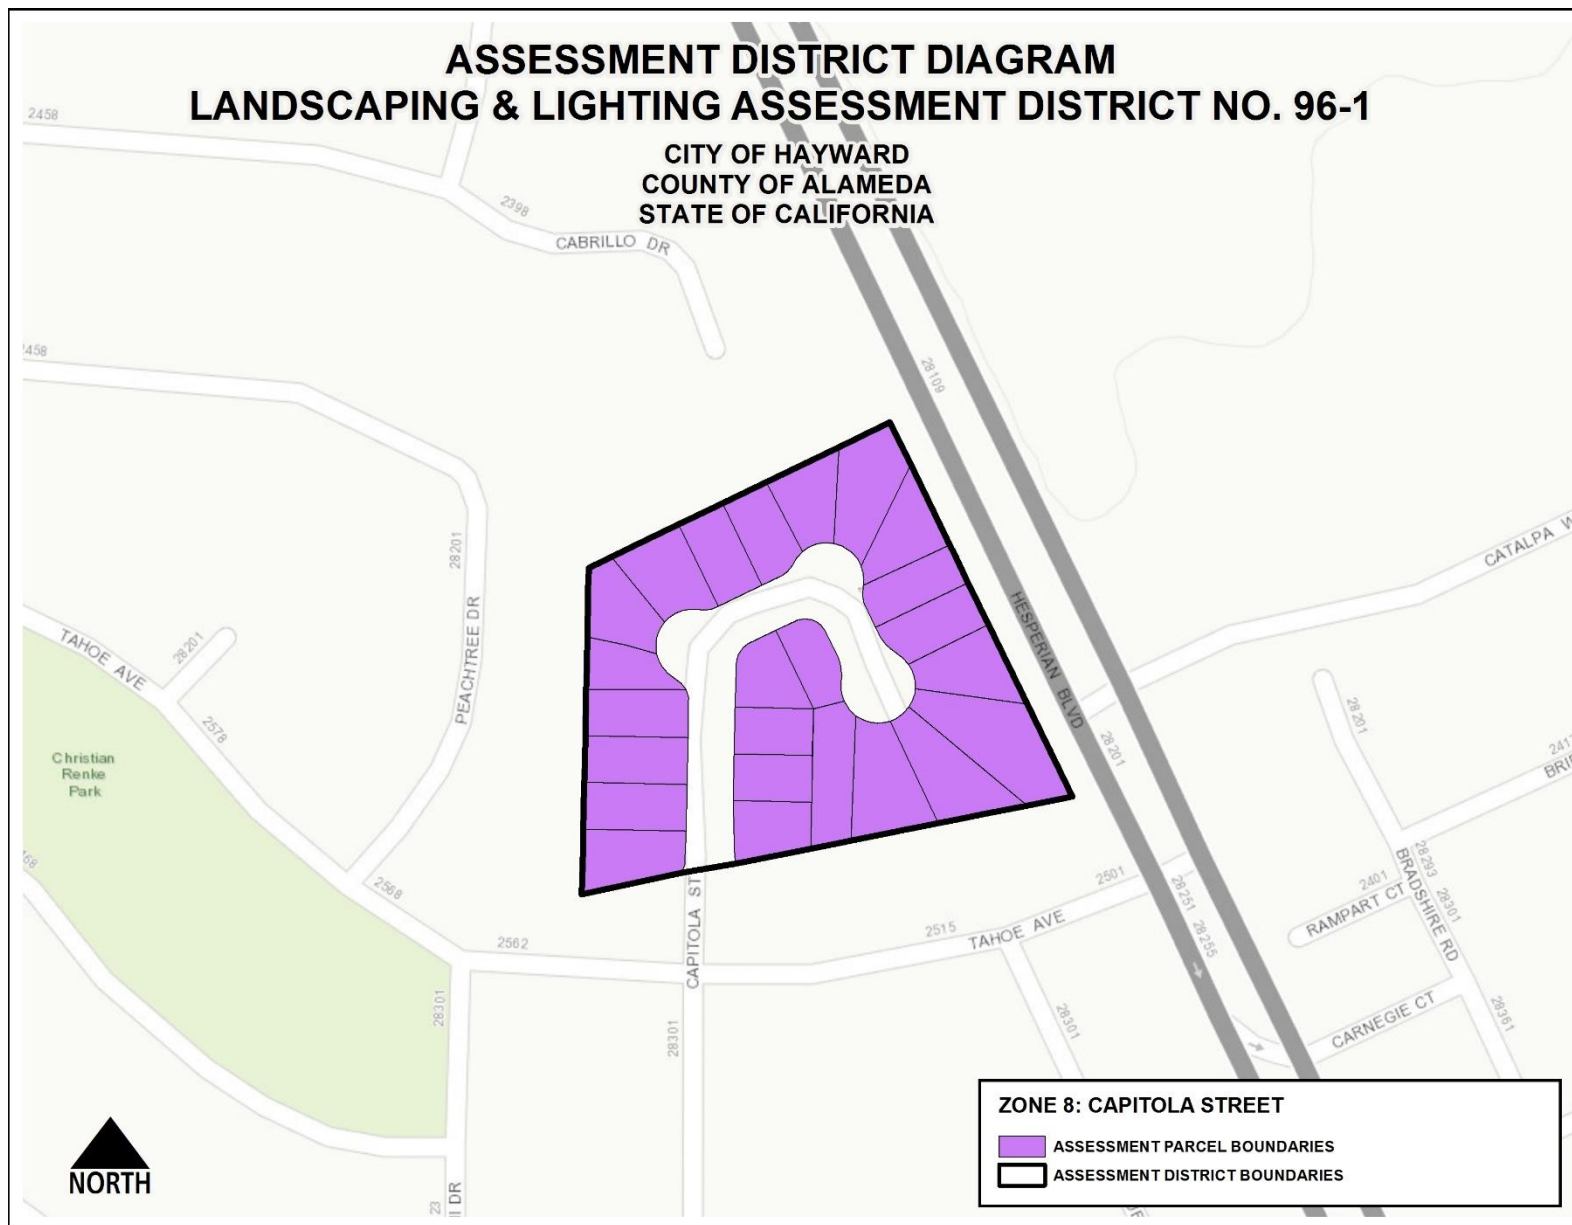 ASSESSMENT DISTRICT DIAGRAM
LANDSCAPING & LIGHTING ASSESSMENT DISTRICT NO. 96-1
CITY OF HAYWARD
COUNTY OF ALAMEDA
STATE OF CALIFORNIA
2458
2398
CABRILLO DR
28109
28201
PEACHTREE DR
TAHOE AVE
28201
2578
Christian
Renke
Park
2568
2562
28301
CAPITOLA ST
28301
2515
TAHOE AVE
2501
28301
HESPERIAN BLVD
28201
28251
28255
CATALPA
28201
BRADSHIRE RD
28293
28301
2401
RAMPART CT
CARNEGIE CT
28361
23
DR
NORTH
ZONE 8: CAPITOLA STREET
ASSESSMENT PARCEL BOUNDARIES
ASSESSMENT DISTRICT BOUNDARIES